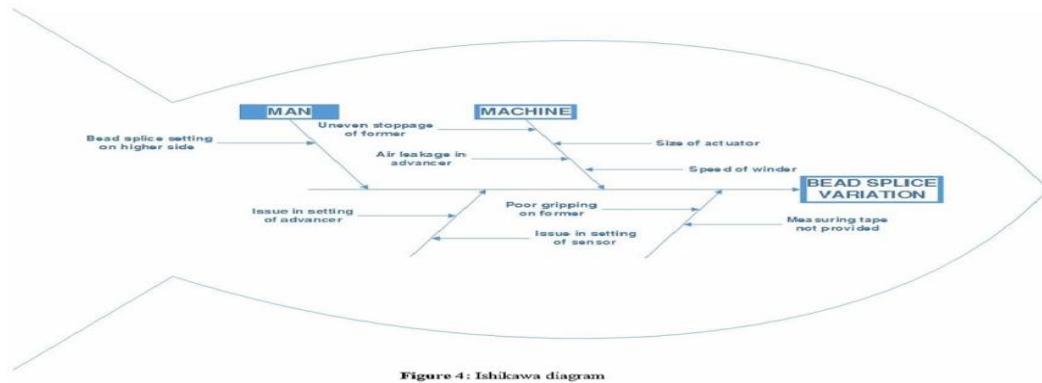 MAN
MACHINE
Uneven stoppage
of former
Bead splice setting
on higher side
Size of actuator
Air leakage in
advancer
Speed of winder
BEAD SPLICE
VARIATION
Issue in setting
of advancer
Poor gripping
on former
Measuring tape
not provided
Issue in setting
of sensor
Figure 4: Ishikawa diagram